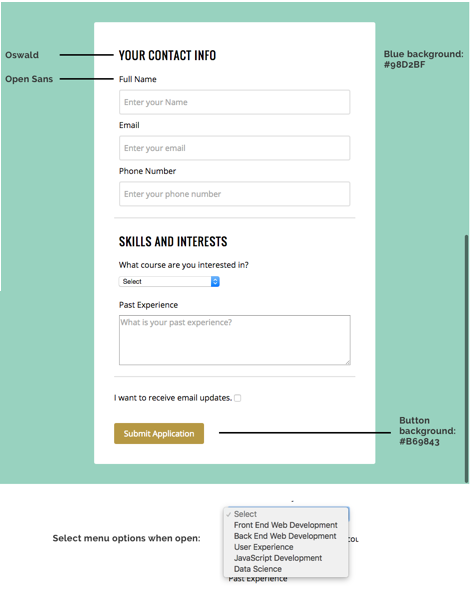 Oswald
YOUR CONTACT INFO
Blue background:
#98D2BF
Open Sans
Full Name
Enter your Name
Email
Enter your email
Phone Number
Enter your phone number
SKILLS AND INTERESTS
What course are you interested in?
Select
Past Experience
What is your past experience?
I want to receive email updates.
Submit Application
Button
background:
#B69843
Select menu options when open:
✓ Select
Front End Web Development
Back End Web Development
User Experience
JavaScript Development
Data Science
Past Experience